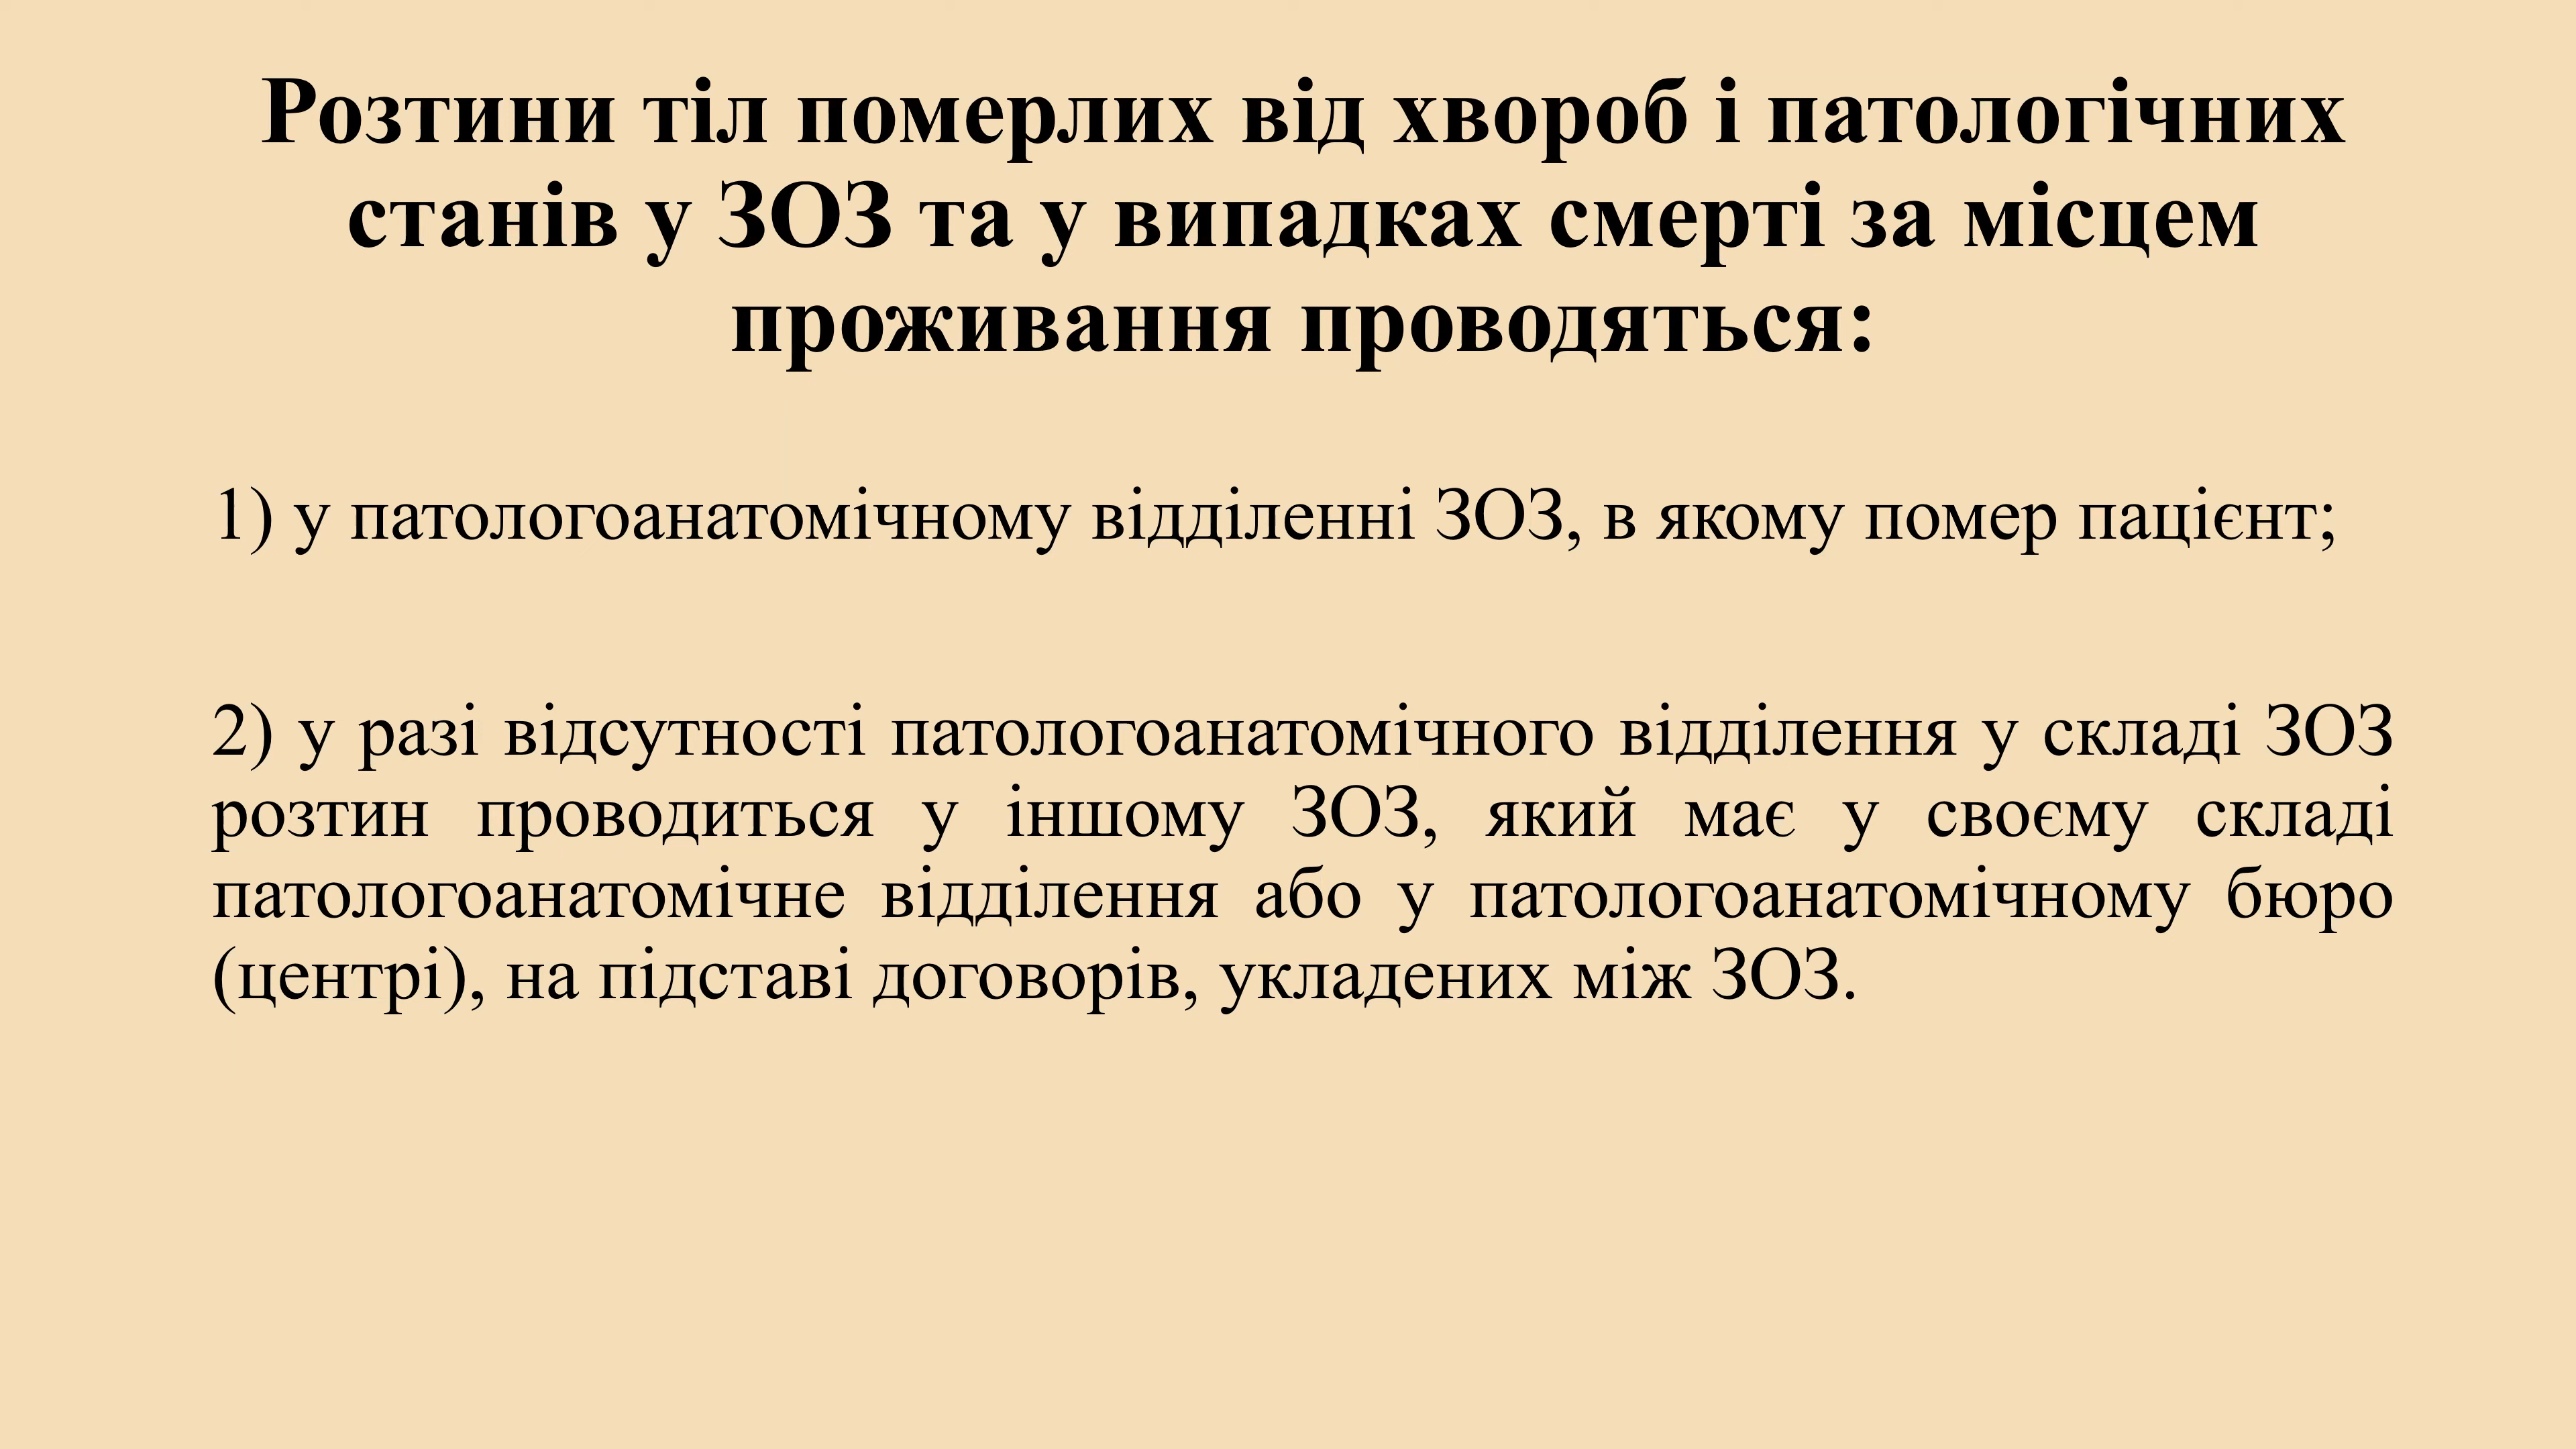 Розтини тіл померлих від хвороб і патологічних
станів у ЗОЗ та у випадках смерті за місцем
проживання проводяться:
1) у патологоанатомічному відділенні ЗОЗ, в якому помер пацієнт;
2) у разі відсутності патологоанатомічного відділення у складі ЗОЗ
розтин проводиться у іншому ЗОЗ, який має у своєму складі
патологоанатомічне відділення або у патологоанатомічному бюро
(центрі), на підставі договорів, укладених між ЗОЗ.